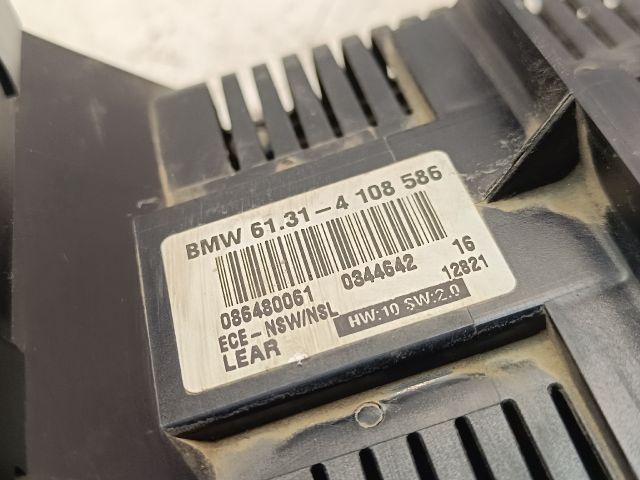 BMW 61.31-4 108 586
086480061 0344642 16
ECE-NSW/NSL HW:10 SW:2.0 12821
LEAR